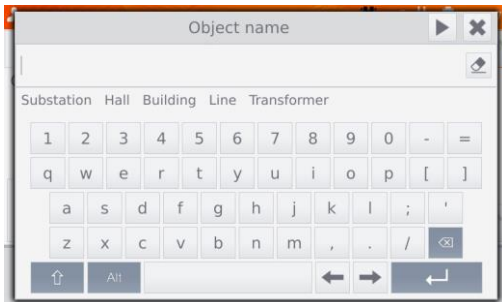 Object name
Substation Hall Building Line Transformer
1 2 3 4 5 6 7 8 9 0 - =
q w e r t y u i o p [ ]
a s d f g h j k l ; '
z x c v b n m , . /
Alt